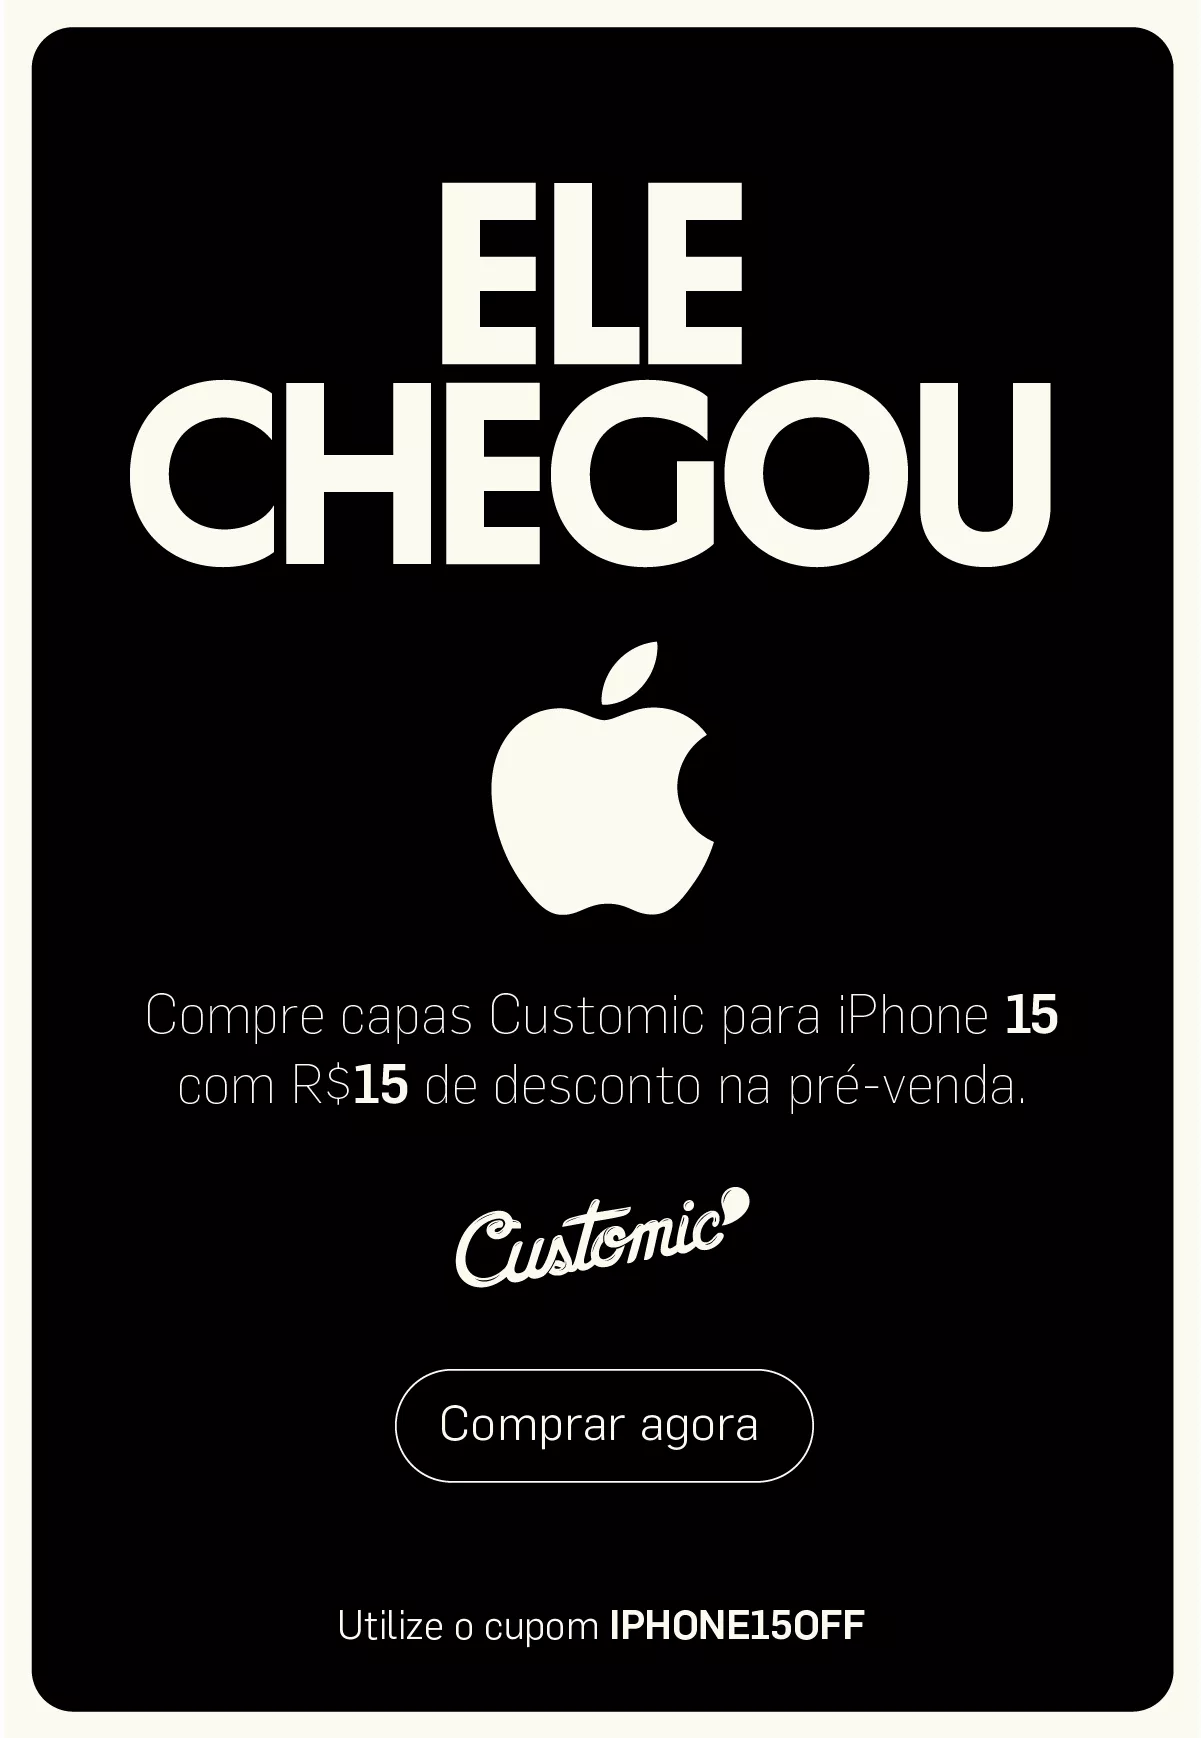 ELE
CHEGOU
Compre capas Customic para iPhone 15
com R$15 de desconto na pré-venda.
Customic
Comprar agora
Utilize o cupom IPHONE15OFF